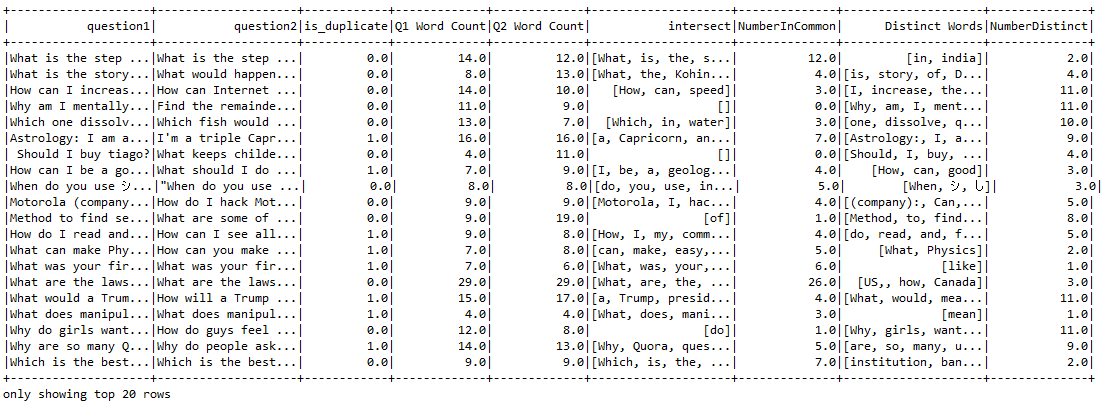 +--------------------+--------------------+------------+-------------+-------------+--------------------+--------------+--------------------+--------------+
|           question1|           question2|is_duplicate|Q1 Word Count|Q2 Word Count|           intersect|NumberInCommon|      Distinct Words|NumberDistinct|
+--------------------+--------------------+------------+-------------+-------------+--------------------+--------------+--------------------+--------------+
|What is the step ...|What is the step ...|         0.0|         14.0|         12.0|[What, is, the, s...|          12.0|         [in, india]|           2.0|
|What is the story...|What would happen...|         0.0|          8.0|         13.0|[What, the, Kohin...|           4.0|[is, story, of, D...|           4.0|
|How can I increas...|How can Internet ...|         0.0|         14.0|         10.0|   [How, can, speed]|           3.0|[I, increase, the...|          11.0|
|Why am I mentally...|Find the remainde...|         0.0|         11.0|          9.0|                  []|           0.0|[Why, am, I, ment...|          11.0|
|Which one dissolv...|Which fish would ...|         0.0|         13.0|          7.0|  [Which, in, water]|           3.0|[one, dissolve, q...|          10.0|
|Astrology: I am a...|I'm a triple Capr...|         1.0|         16.0|         16.0|[a, Capricorn, an...|           7.0|[Astrology:, I, a...|           9.0|
| Should I buy tiago?|What keeps childe...|         0.0|          4.0|         11.0|                  []|           0.0|[Should, I, buy, ...|           4.0|
|How can I be a go...|What should I do ...|         1.0|          7.0|          9.0|[I, be, a, geolog...|           4.0|    [How, can, good]|           3.0|
|When do you use シ...|"When do you use ...|         0.0|          8.0|          8.0|[do, you, use, in...|           5.0|        [When, シ, し]|           3.0|
|Motorola (company...|How do I hack Mot...|         0.0|          9.0|          9.0|[Motorola, I, hac...|           4.0|[(company):, Can,...|           5.0|
|Method to find se...|What are some of ...|         0.0|          9.0|         19.0|                [of]|           1.0|[Method, to, find...|           8.0|
|How do I read and...|How can I see all...|         1.0|          9.0|          8.0|[How, I, my, comm...|           4.0|[do, read, and, f...|           5.0|
|What can make Phy...|How can you make ...|         1.0|          7.0|          8.0|[can, make, easy,...|           5.0|     [What, Physics]|           2.0|
|What was your fir...|What was your fir...|         1.0|          7.0|          6.0|[What, was, your,...|           6.0|              [like]|           1.0|
|What are the laws...|What are the laws...|         0.0|         29.0|         29.0|[What, are, the, ...|          26.0|  [US,, how, Canada]|           3.0|
|What would a Trum...|How will a Trump ...|         1.0|         15.0|         17.0|[a, Trump, presid...|           4.0|[What, would, mea...|          11.0|
|What does manipul...|What does manipul...|         1.0|          4.0|          4.0|[What, does, mani...|           3.0|              [mean]|           1.0|
|Why do girls want...|How do guys feel ...|         0.0|         12.0|          8.0|                [do]|           1.0|[Why, girls, want...|          11.0|
|Why are so many Q...|Why do people ask...|         1.0|         14.0|         13.0|[Why, Quora, ques...|           5.0|[are, so, many, u...|           9.0|
|Which is the best...|Which is the best...|         0.0|          9.0|          9.0|[Which, is, the, ...|           7.0|[institution, ban...|           2.0|
+--------------------+--------------------+------------+-------------+-------------+--------------------+--------------+--------------------+--------------+
only showing top 20 rows